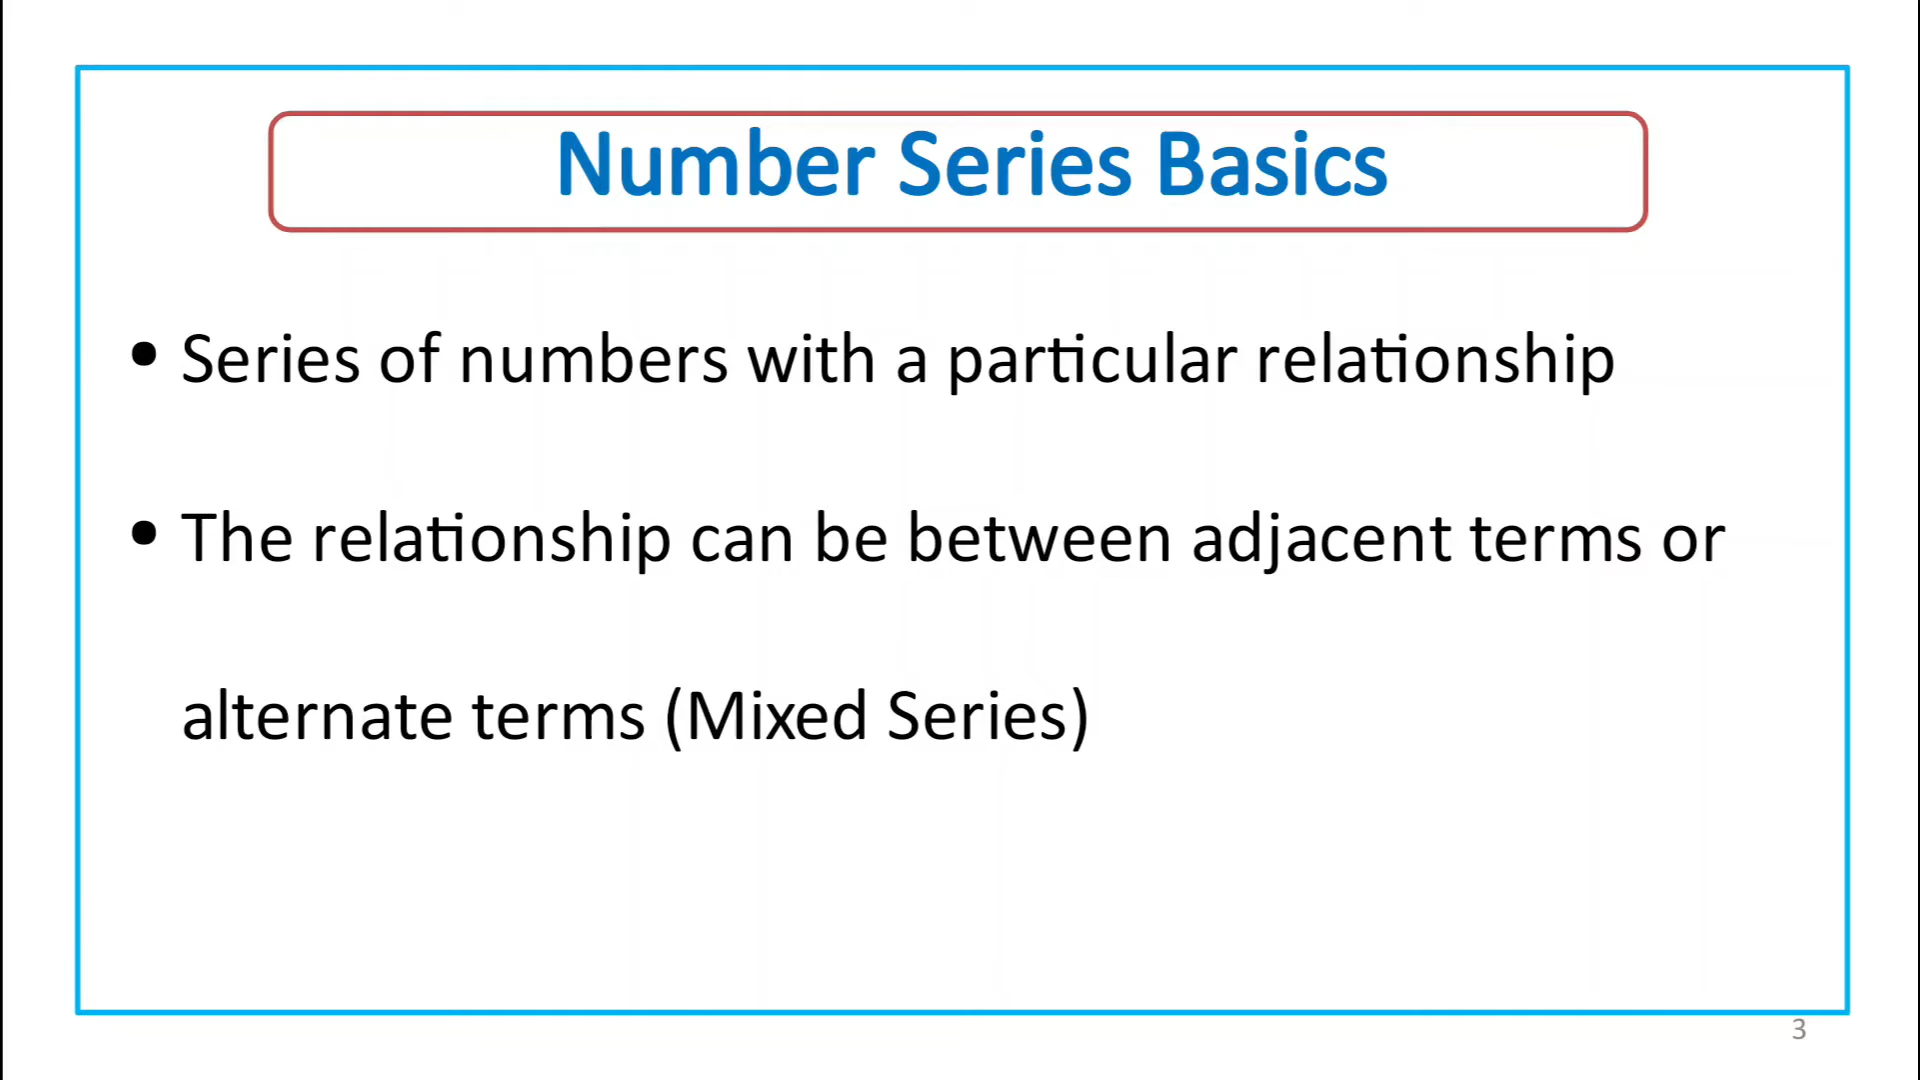 Number Series Basics
• Series of numbers with a particular relationship
• The relationship can be between adjacent terms or
alternate terms (Mixed Series)
3